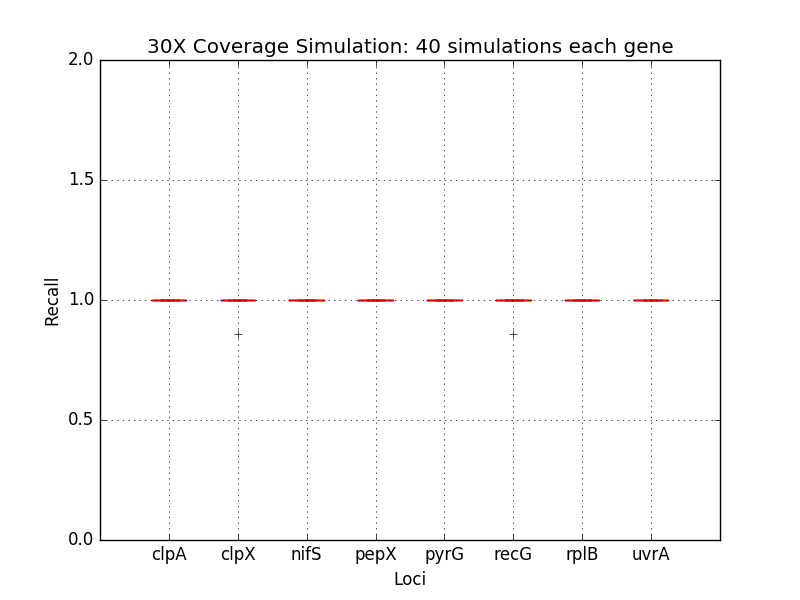 30X Coverage Simulation: 40 simulations each gene
2.0
1.5
1.0
0.5
0.0
Recall
clpA clpX nifS pepX pyrG recG rplB uvrA
Loci